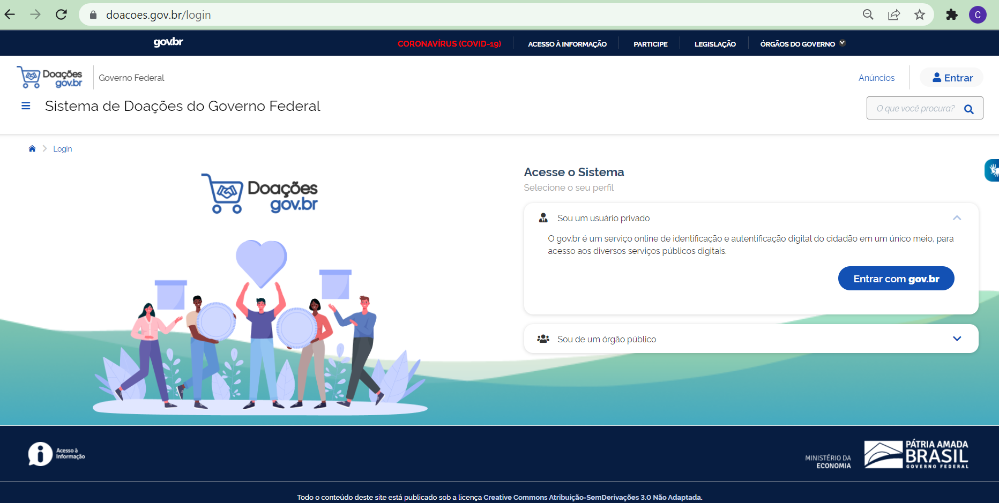 doacoes.gov.br/login
C
gov.br
CORONAVÍRUS (COVID-19)
ACESSO À INFORMAÇÃO
PARTICIPE
LEGISLAÇÃO
ÓRGÃOS DO GOVERNO
Doações
gov.br
Governo Federal
Anúncios
Entrar
Sistema de Doações do Governo Federal
O que você procura?
Login
Doações
gov.br
Acesse o Sistema
Selecione o seu perfil
Sou um usuário privado
O gov.br é um serviço online de identificação e autentificação digital do cidadão em um único meio, para
acesso aos diversos serviços públicos digitais.
Entrar com gov.br
Sou de um órgão público
Acesso à
Informação
MINISTÉRIO DA
ECONOMIA
PÁTRIA AMADA
BRASIL
GOVERNO FEDERAL
Todo o conteúdo deste site está publicado sob a licença Creative Commons Atribuição-SemDerivações 3.0 Não Adaptada.